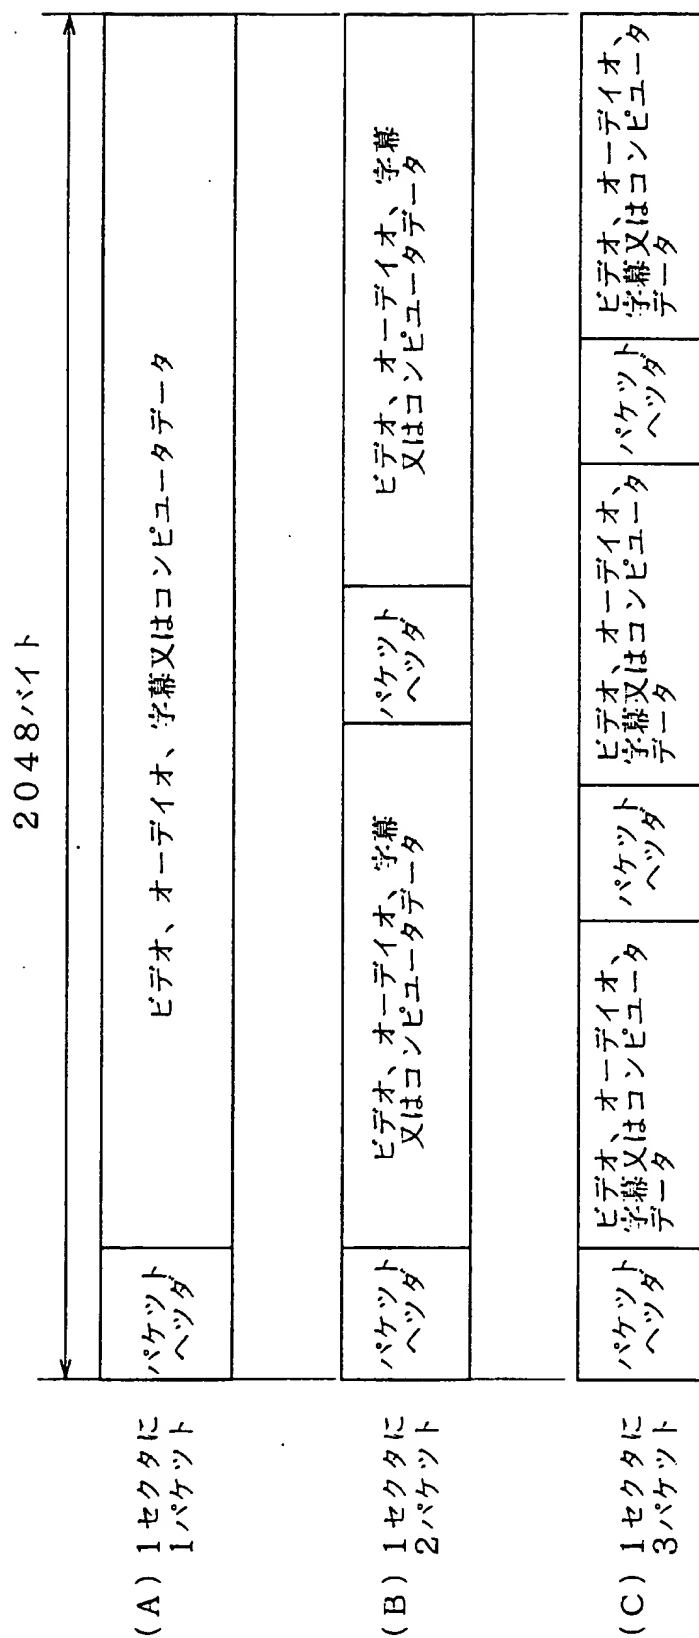 2048バイト
(A) 1セクタに
1パケット
パケット
ヘッダ
ビデオ、オーデイオ、字幕又はコンピュータデータ
(B) 1セクタに
2パケット
パケット
ヘッダ
ビデオ、オーデイオ、字幕
又はコンピュータデータ
パケット
ヘッダ
ビデオ、オーデイオ、字幕
又はコンピュータデータ
(C) 1セクタに
3パケット
パケット
ヘッダ
ビデオ、オーデイオ、
字幕又はコンピュータ
データ
パケット
ヘッダ
ビデオ、オーデイオ、
字幕又はコンピュータ
データ
パケット
ヘッダ
ビデオ、オーデイオ、
字幕又はコンピュータ
データ